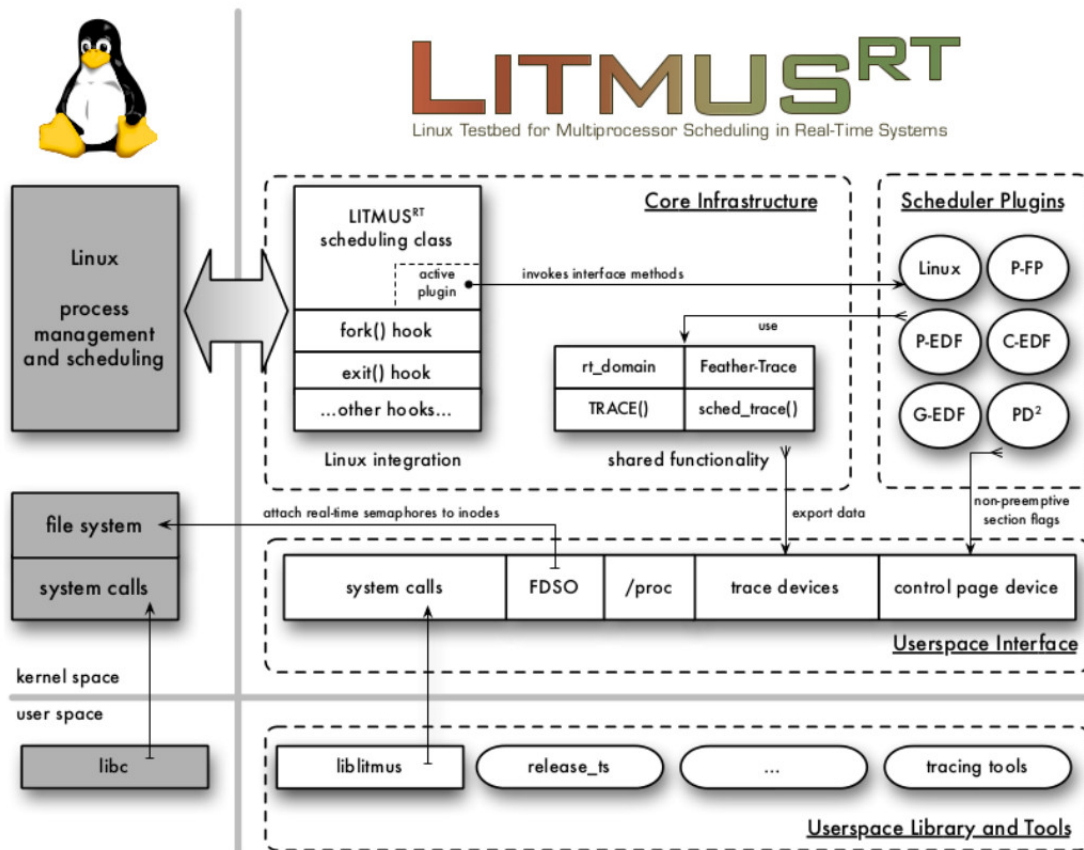 LITMUSRT
Linux Testbed for Multiprocessor Scheduling in Real-Time Systems
Linux
process
management
and scheduling
LITMUSRT
scheduling class
active
plugin
fork() hook
exit() hook
...other hooks...
Linux integration
Core Infrastructure
invokes interface methods
use
rt_domain
Feather-Trace
TRACE()
sched_trace()
shared functionality
Scheduler Plugins
Linux
P-FP
P-EDF
C-EDF
G-EDF
PD²
file system
system calls
attach real-time semaphores to inodes
export data
non-preemptive
section flags
system calls
FDSO
/proc
trace devices
control page device
Userspace Interface
kernel space
user space
libc
liblitmus
release_ts
...
tracing tools
Userspace Library and Tools